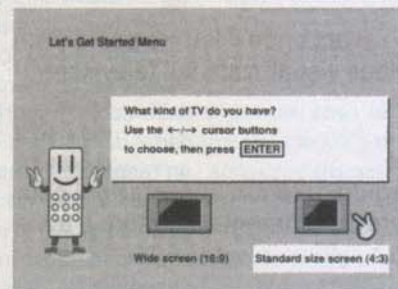 Let's Get Started Menu
What kind of TV do you have?
Use the ←/→ cursor buttons
to choose, then press ENTER
Wide screen (16:9)
Standard size screen (4:3)